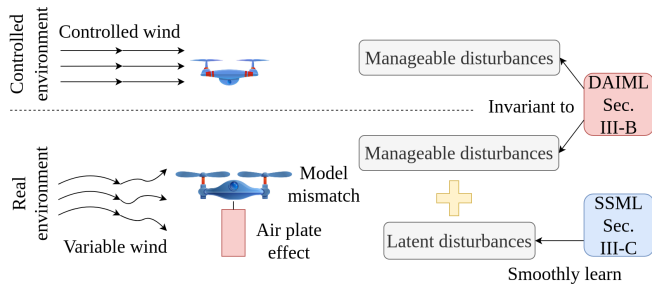 Controlled
environment
Controlled wind
Manageable disturbances
DAIML
Sec.
III-B
Invariant to
Real
environment
Variable wind
Model
mismatch
Air plate
effect
Manageable disturbances
Latent disturbances
SSML
Sec.
III-C
Smoothly learn